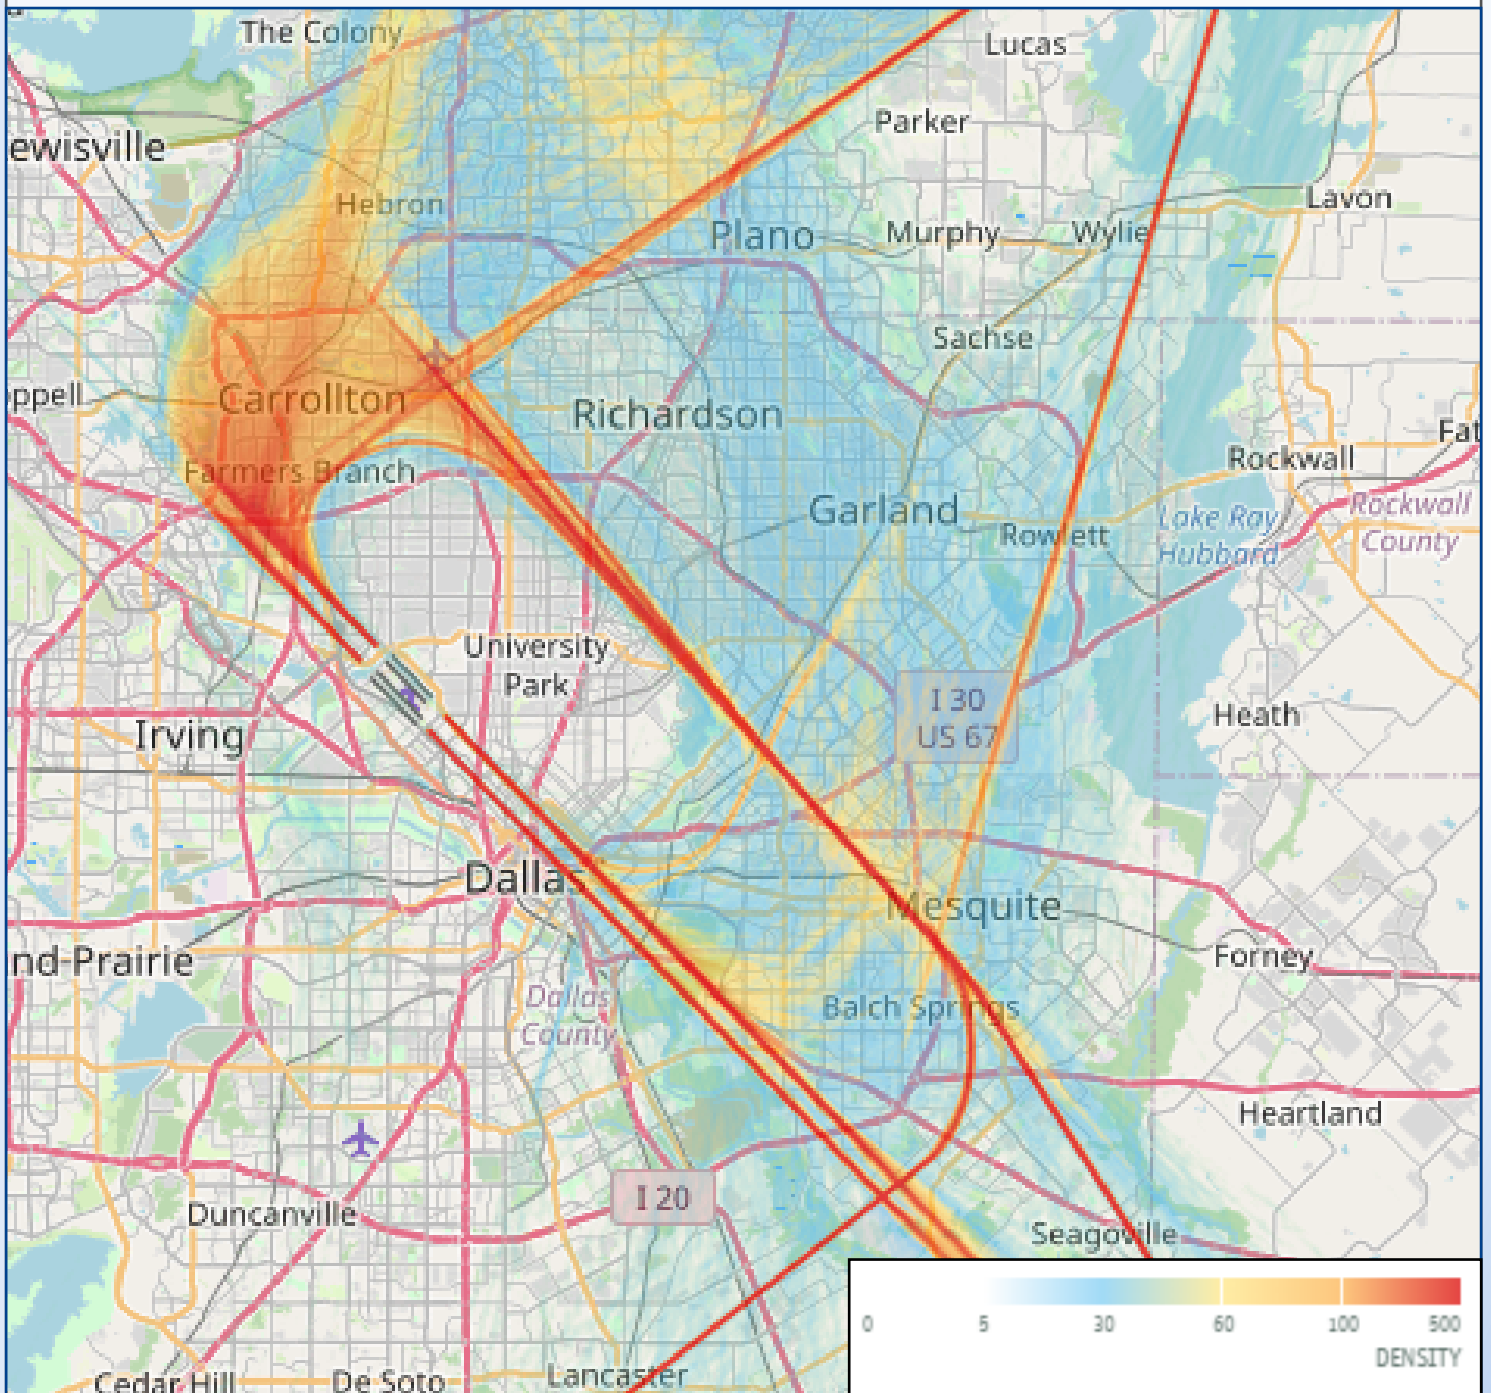 The Colony
Lucas
Parker
ewisville
Lavon
Hebron
Plano
Murphy
Wylie
Sachse
oppell
Carrollton
Richardson
Fat
Rockwall
Farmers Branch
Garland
Rowlett
Lake Ray
Hubbard
Rockwall
County
University
Park
I 30
US 67
Heath
Irving
Dallas
Mesquite
nd-Prairie
Forney
Dallas
County
Balch Springs
Heartland
I 20
Duncanville
Seagoville
Lancaster
Cedar Hill
De Soto
0 5 30 60 100 500
DENSITY